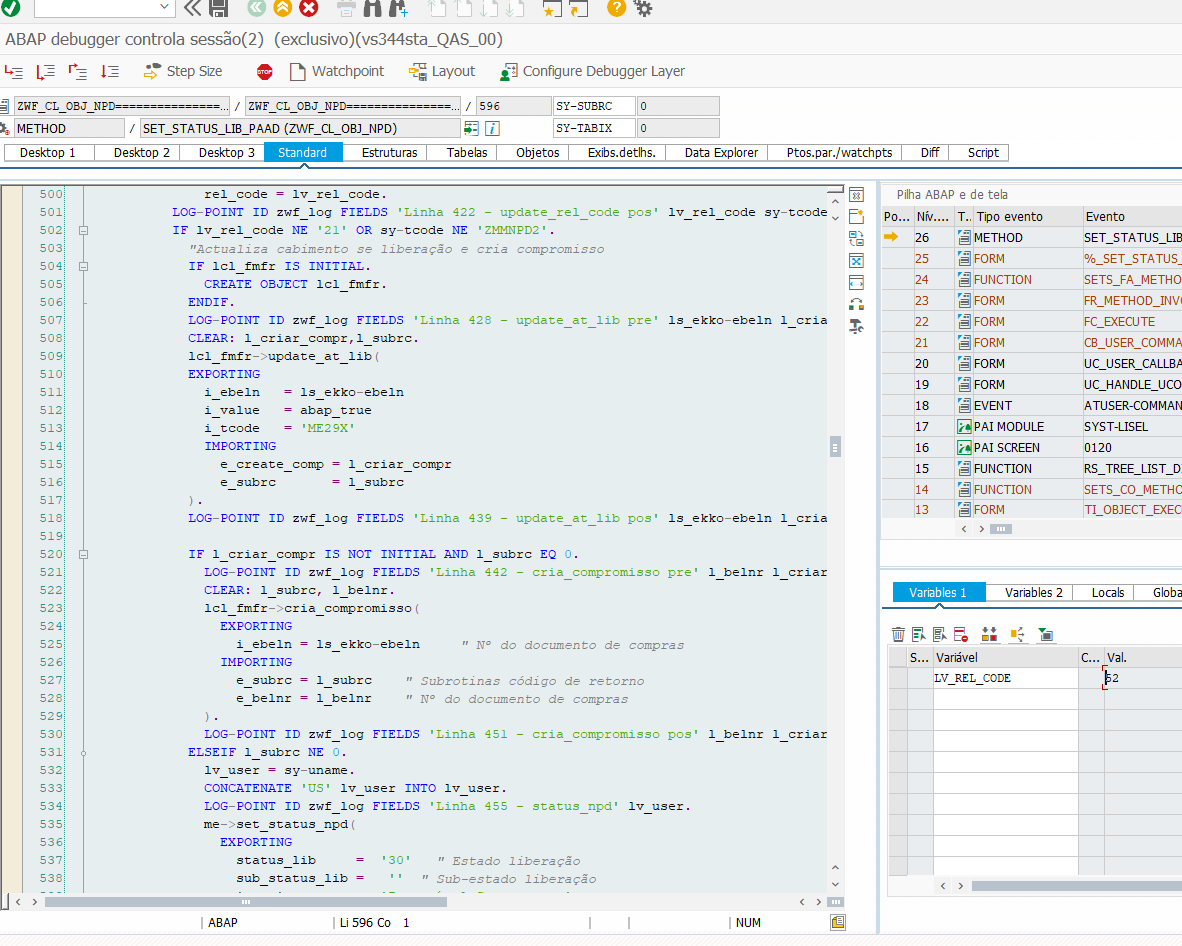 ABAP debugger controla sessão(2)  (exclusivo)(vs344sta_QAS_00)
Step Size
STOP
Watchpoint
Layout
Configure Debugger Layer
ZWF_CL_OBJ_NPD================... / ZWF_CL_OBJ_NPD================... / 596 SY-SUBRC 0
METHOD / SET_STATUS_LIB_PAAD (ZWF_CL_OBJ_NPD) SY-TABIX 0
Desktop 1 Desktop 2 Desktop 3 Standard Estruturas Tabelas Objetos Exibs.detlhs. Data Explorer Ptos.par./watchpts Diff Script
500 rel_code = lv_rel_code.
501 LOG-POINT ID zwf_log FIELDS 'Linha 422 - update_rel_code pos' lv_rel_code sy-tcode
502 IF lv_rel_code NE '21' OR sy-tcode NE 'ZMMNPD2'.
503 "Actualiza cabimento se liberação e cria compromisso
504 IF lcl_fmfr IS INITIAL.
505 CREATE OBJECT lcl_fmfr.
506 ENDIF.
507 LOG-POINT ID zwf_log FIELDS 'Linha 428 - update_at_lib pre' ls_ekko-ebeln l_cria
508 CLEAR: l_criar_compr,l_subrc.
509 lcl_fmfr->update_at_lib(
510 EXPORTING
511 i_ebeln   = ls_ekko-ebeln
512 i_value   = abap_true
513 i_tcode   = 'ME29X'
514 IMPORTING
515 e_create_comp = l_criar_compr
516 e_subrc       = l_subrc
517 ).
518 LOG-POINT ID zwf_log FIELDS 'Linha 439 - update_at_lib pos' ls_ekko-ebeln l_cria
519
520 IF l_criar_compr IS NOT INITIAL AND l_subrc EQ 0.
521 LOG-POINT ID zwf_log FIELDS 'Linha 442 - cria_compromisso pre' l_belnr l_criar
522 CLEAR: l_subrc, l_belnr.
523 lcl_fmfr->cria_compromisso(
524 EXPORTING
525 i_ebeln = ls_ekko-ebeln     " Nº do documento de compras
526 IMPORTING
527 e_subrc = l_subrc    " Subrotinas código de retorno
528 e_belnr = l_belnr    " Nº do documento de compras
529 ).
530 LOG-POINT ID zwf_log FIELDS 'Linha 451 - cria_compromisso pos' l_belnr l_criar
531 ELSEIF l_subrc NE 0.
532 lv_user = sy-uname.
533 CONCATENATE 'US' lv_user INTO lv_user.
534 LOG-POINT ID zwf_log FIELDS 'Linha 455 - status_npd' lv_user.
535 me->set_status_npd(
536 EXPORTING
537 status_lib     =  '30'   " Estado liberação
538 sub_status_lib =   ''  " Sub-estado liberação
ABAP Li 596 Co 1 NUM
Pilha ABAP e de tela
Po... Nív.... T.. Tipo evento Evento
26 METHOD SET_STATUS_LIB
25 FORM %_SET_STATUS_
24 FUNCTION SETS_FA_METHO
23 FORM FR_METHOD_INV
22 FORM FC_EXECUTE
21 FORM CB_USER_COMMA
20 FORM UC_USER_CALLBA
19 FORM UC_HANDLE_UCO
18 EVENT ATUSER-COMMAN
17 PAI MODULE SYST-LISEL
16 PAI SCREEN 0120
15 FUNCTION RS_TREE_LIST_D
14 FUNCTION SETS_CO_METHO
13 FORM TI_OBJECT_EXEC
Variables 1 Variables 2 Locals Globa
S... Variável C... Val.
LV_REL_CODE 52